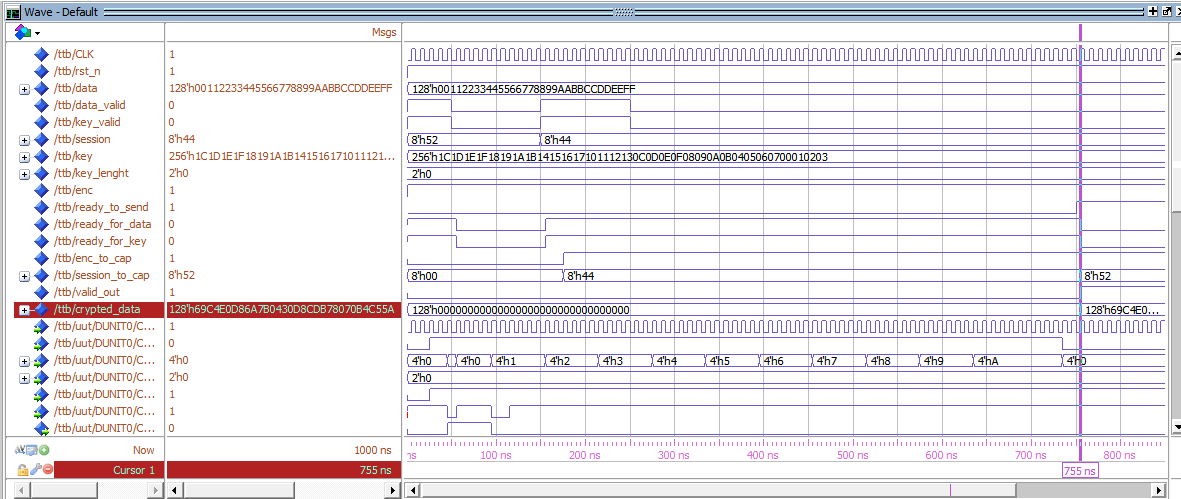 Wave - Default
Msgs
/ttb/CLK 1
/ttb/rst_n 1
/ttb/data 128'h00112233445566778899AABBCCDDEEFF 128'h00112233445566778899AABBCCDDEEFF
/ttb/data_valid 0
/ttb/key_valid 0
/ttb/session 8'h44 8'h52 8'h44
/ttb/key 256'h1C1D1E1F18191A1B14151617101112131... 256'h1C1D1E1F18191A1B14151617101112130C0D0E0F08090A0B0405060700010203
/ttb/key_lenght 2'h0 2'h0
/ttb/enc 1
/ttb/ready_to_send 1
/ttb/ready_for_data 0
/ttb/ready_for_key 0
/ttb/enc_to_cap 1
/ttb/session_to_cap 8'h52 8'h00 8'h44 8'h52
/ttb/valid_out 1
/ttb/crypted_data 128'h69C4E0D86A7B0430D8CDB78070B4C55A 128'h00000000000000000000000000000000 128'h69C4E0...
/ttb/uut/DUNIT0/C... 1
/ttb/uut/DUNIT0/C... 0
/ttb/uut/DUNIT0/C... 4'h0 4'h0 4'h0 4'h1 4'h2 4'h3 4'h4 4'h5 4'h6 4'h7 4'h8 4'h9 4'hA 4'h0
/ttb/uut/DUNIT0/C... 2'h0 2'h0
/ttb/uut/DUNIT0/C... 1
/ttb/uut/DUNIT0/C... 1
/ttb/uut/DUNIT0/C... 0
Now 1000 ns ns 100 ns 200 ns 300 ns 400 ns 500 ns 600 ns 700 ns 800 ns
Cursor 1 755 ns 755 ns